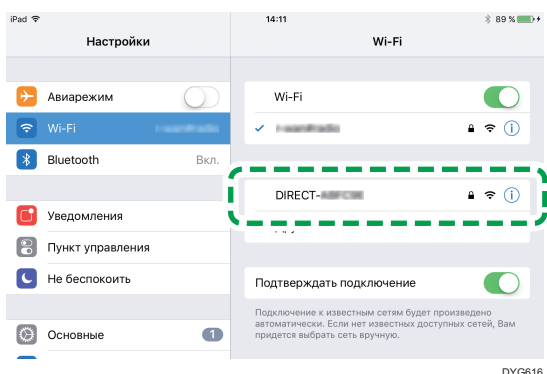 iPad 14:11 89 %
Настройки
Wi-Fi
Авиарежим
Wi-Fi
Bluetooth Вкл.
Уведомления
Пункт управления
Не беспокоить
Основные 1
Wi-Fi
DIRECT-
Подтверждать подключение
Подключение к известным сетям будет произведено
автоматически. Если нет известных доступных сетей, Вам
придется выбрать сеть вручную.
DYG616